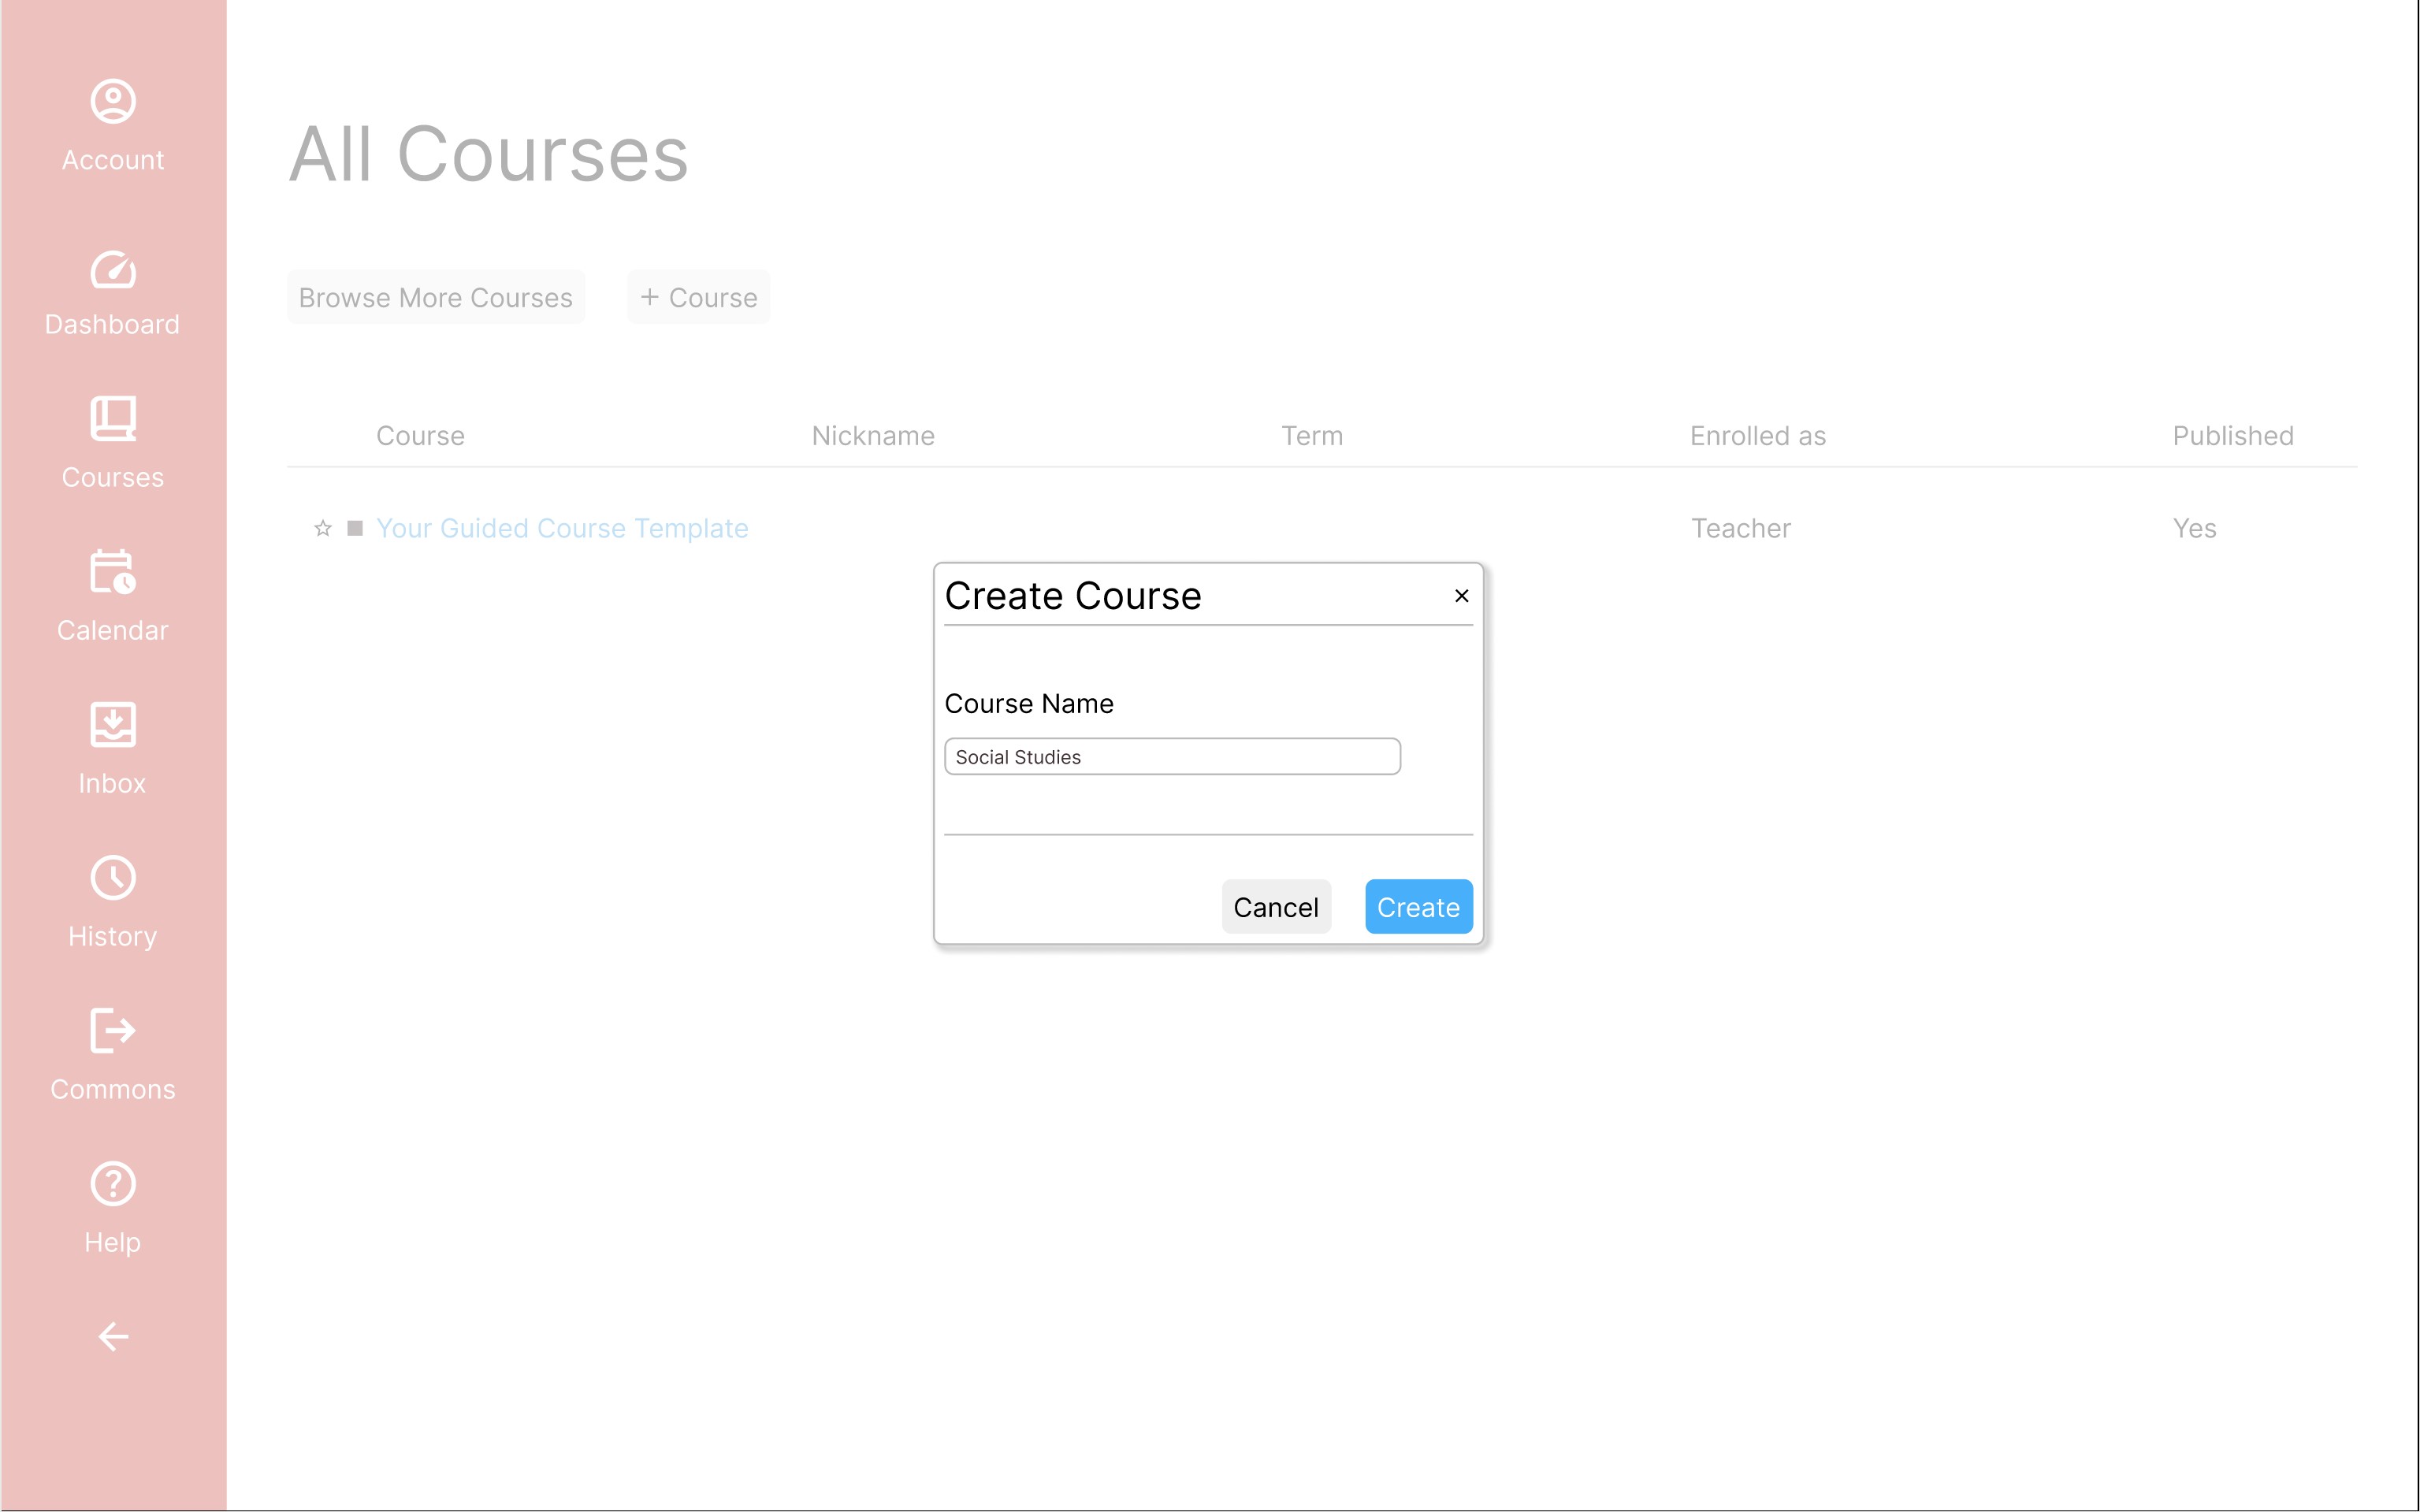 Account
Dashboard
Courses
Calendar
Inbox
History
Commons
Help
All Courses
Browse More Courses + Course
Course Nickname Term Enrolled as Published
Your Guided Course Template Teacher Yes
Create Course ×
Course Name
Social Studies
Cancel Create